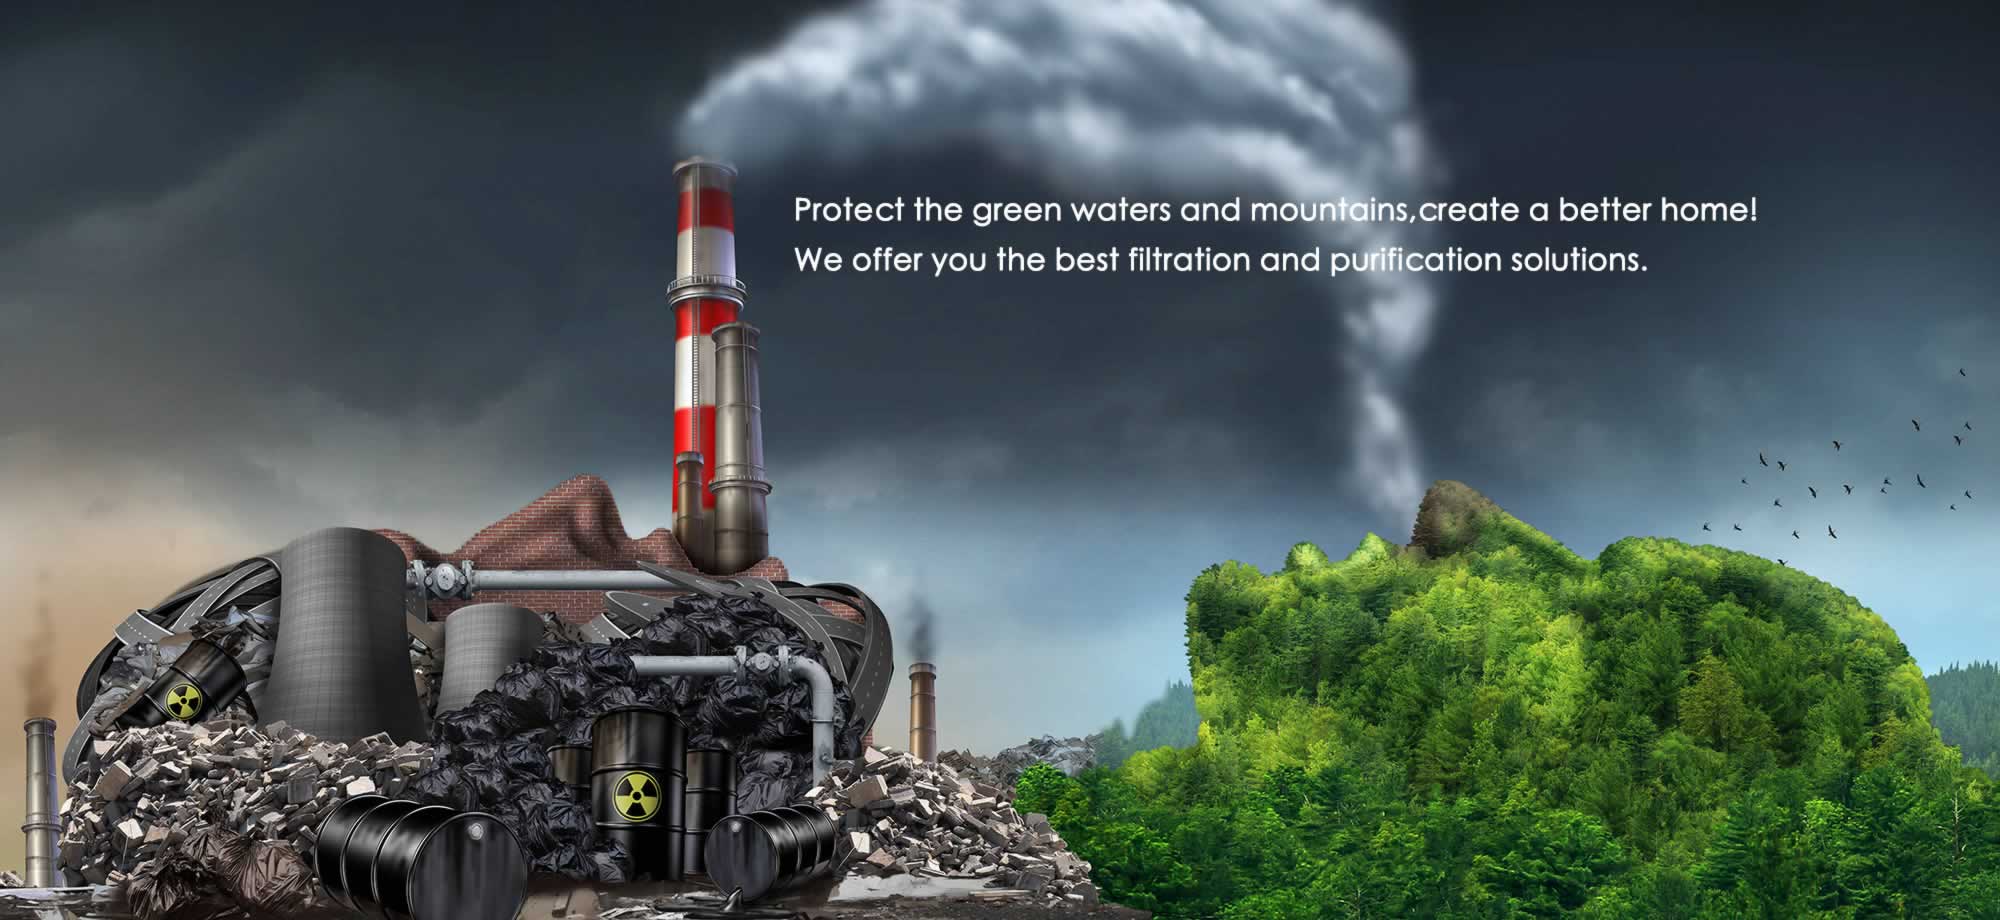 Protect the green waters and mountains,create a better home!
We offer you the best filtration and purification solutions.